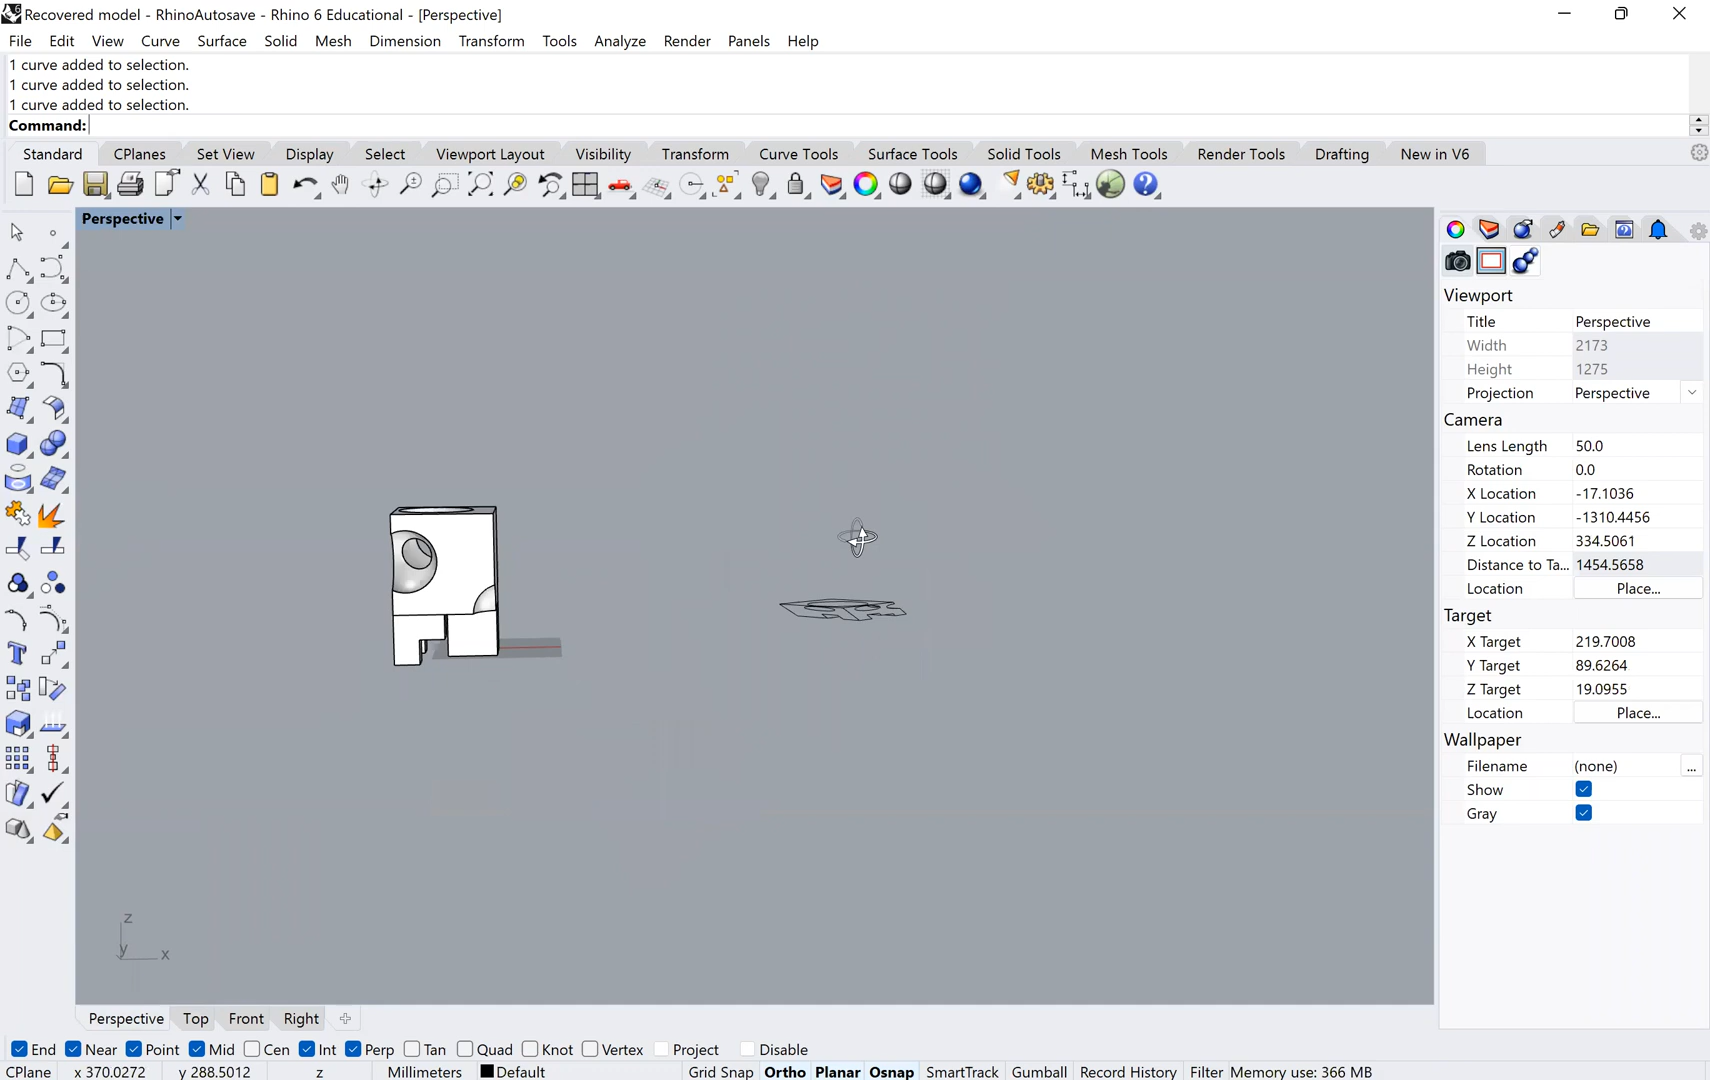 Recovered model - RhinoAutosave - Rhino 6 Educational - [Perspective]
File Edit View Curve Surface Solid Mesh Dimension Transform Tools Analyze Render Panels Help
1 curve added to selection.
1 curve added to selection.
1 curve added to selection.
Command:
Standard CPlanes Set View Display Select Viewport Layout Visibility Transform Curve Tools Surface Tools Solid Tools Mesh Tools Render Tools Drafting New in V6
Perspective
Viewport
Title Perspective
Width 2173
Height 1275
Projection Perspective
Camera
Lens Length 50.0
Rotation 0.0
X Location -17.1036
Y Location -1310.4456
Z Location 334.5061
Distance to Ta... 1454.5658
Location Place...
Target
X Target 219.7008
Y Target 89.6264
Z Target 19.0955
Location Place...
Wallpaper
Filename (none) ...
Show
Gray
z
y x
Perspective Top Front Right
End Near Point Mid Cen Int Perp Tan Quad Knot Vertex Project Disable
CPlane x 370.0272 y 288.5012 z Millimeters Default Grid Snap Ortho Planar Osnap SmartTrack Gumball Record History Filter Memory use: 366 MB